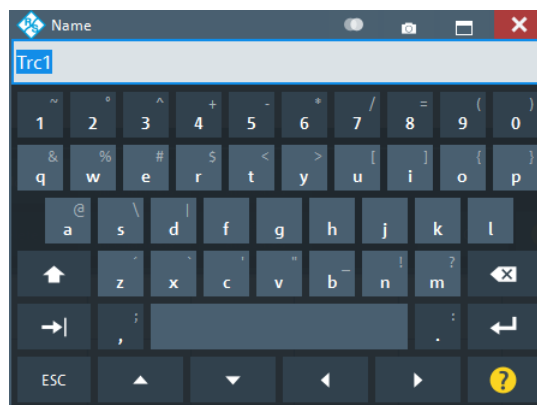 Name
Trc1
~ ° ^ + - * / = ( )
1 2 3 4 5 6 7 8 9 0
& % # $ < > [ ] { }
q w e r t y u i o p
@ \ |
a s d f g h j k l
´ ` ' " _ ! ?
z x c v b n m
; :
, .
ESC ?